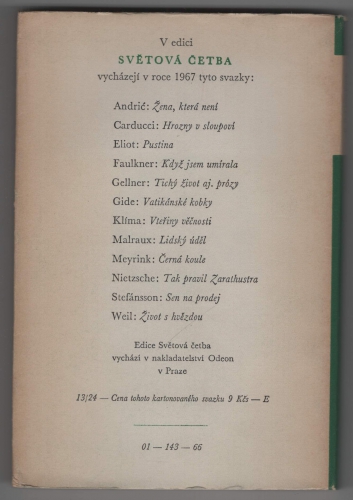 V edici
SVĚTOVÁ ČETBA
vycházejí v roce 1967 tyto svazky:
Andrić: Žena, která není
Carducci: Hrozny v sloupoví
Eliot: Pustina
Faulkner: Když jsem umírala
Gellner: Tichý život aj. prózy
Gide: Vatikánské kobky
Klíma: Vteřiny věčnosti
Malraux: Lidský úděl
Meyrink: Černá koule
Nietzsche: Tak pravil Zarathustra
Stefánsson: Sen na prodej
Weil: Život s hvězdou
Edice Světová četba
vychází v nakladatelství Odeon
v Praze
13/24 — Cena tohoto kartonovaného svazku 9 Kčs — E
01 — 143 — 66